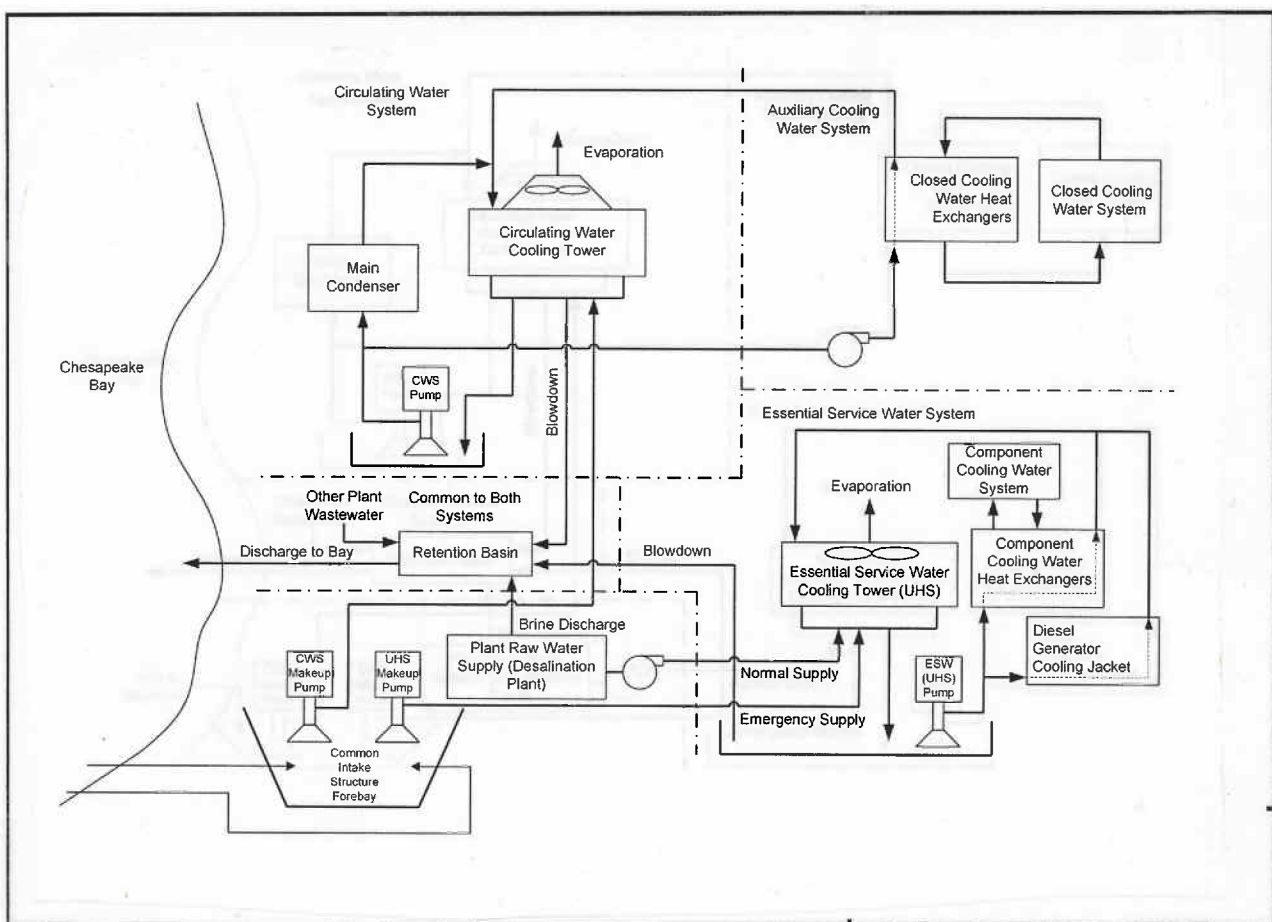 Circulating Water
System
Evaporation
Circulating Water
Cooling Tower
Main
Condenser
CWS
Pump
Blowdown
Chesapeake
Bay
Auxiliary Cooling
Water System
Closed Cooling
Water Heat
Exchangers
Closed Cooling
Water System
Essential Service Water System
Component
Cooling Water
System
Evaporation
Essential Service Water
Cooling Tower (UHS)
Component
Cooling Water
Heat Exchangers
Diesel
Generator
Cooling Jacket
ESW
(UHS)
Pump
Other Plant
Wastewater
Common to Both
Systems
Retention Basin
Discharge to Bay
Blowdown
Brine Discharge
Plant Raw Water
Supply (Desalination
Plant)
Normal Supply
Emergency Supply
CWS
Makeup
Pump
UHS
Makeup
Pump
Common
Intake
Structure
Forebay